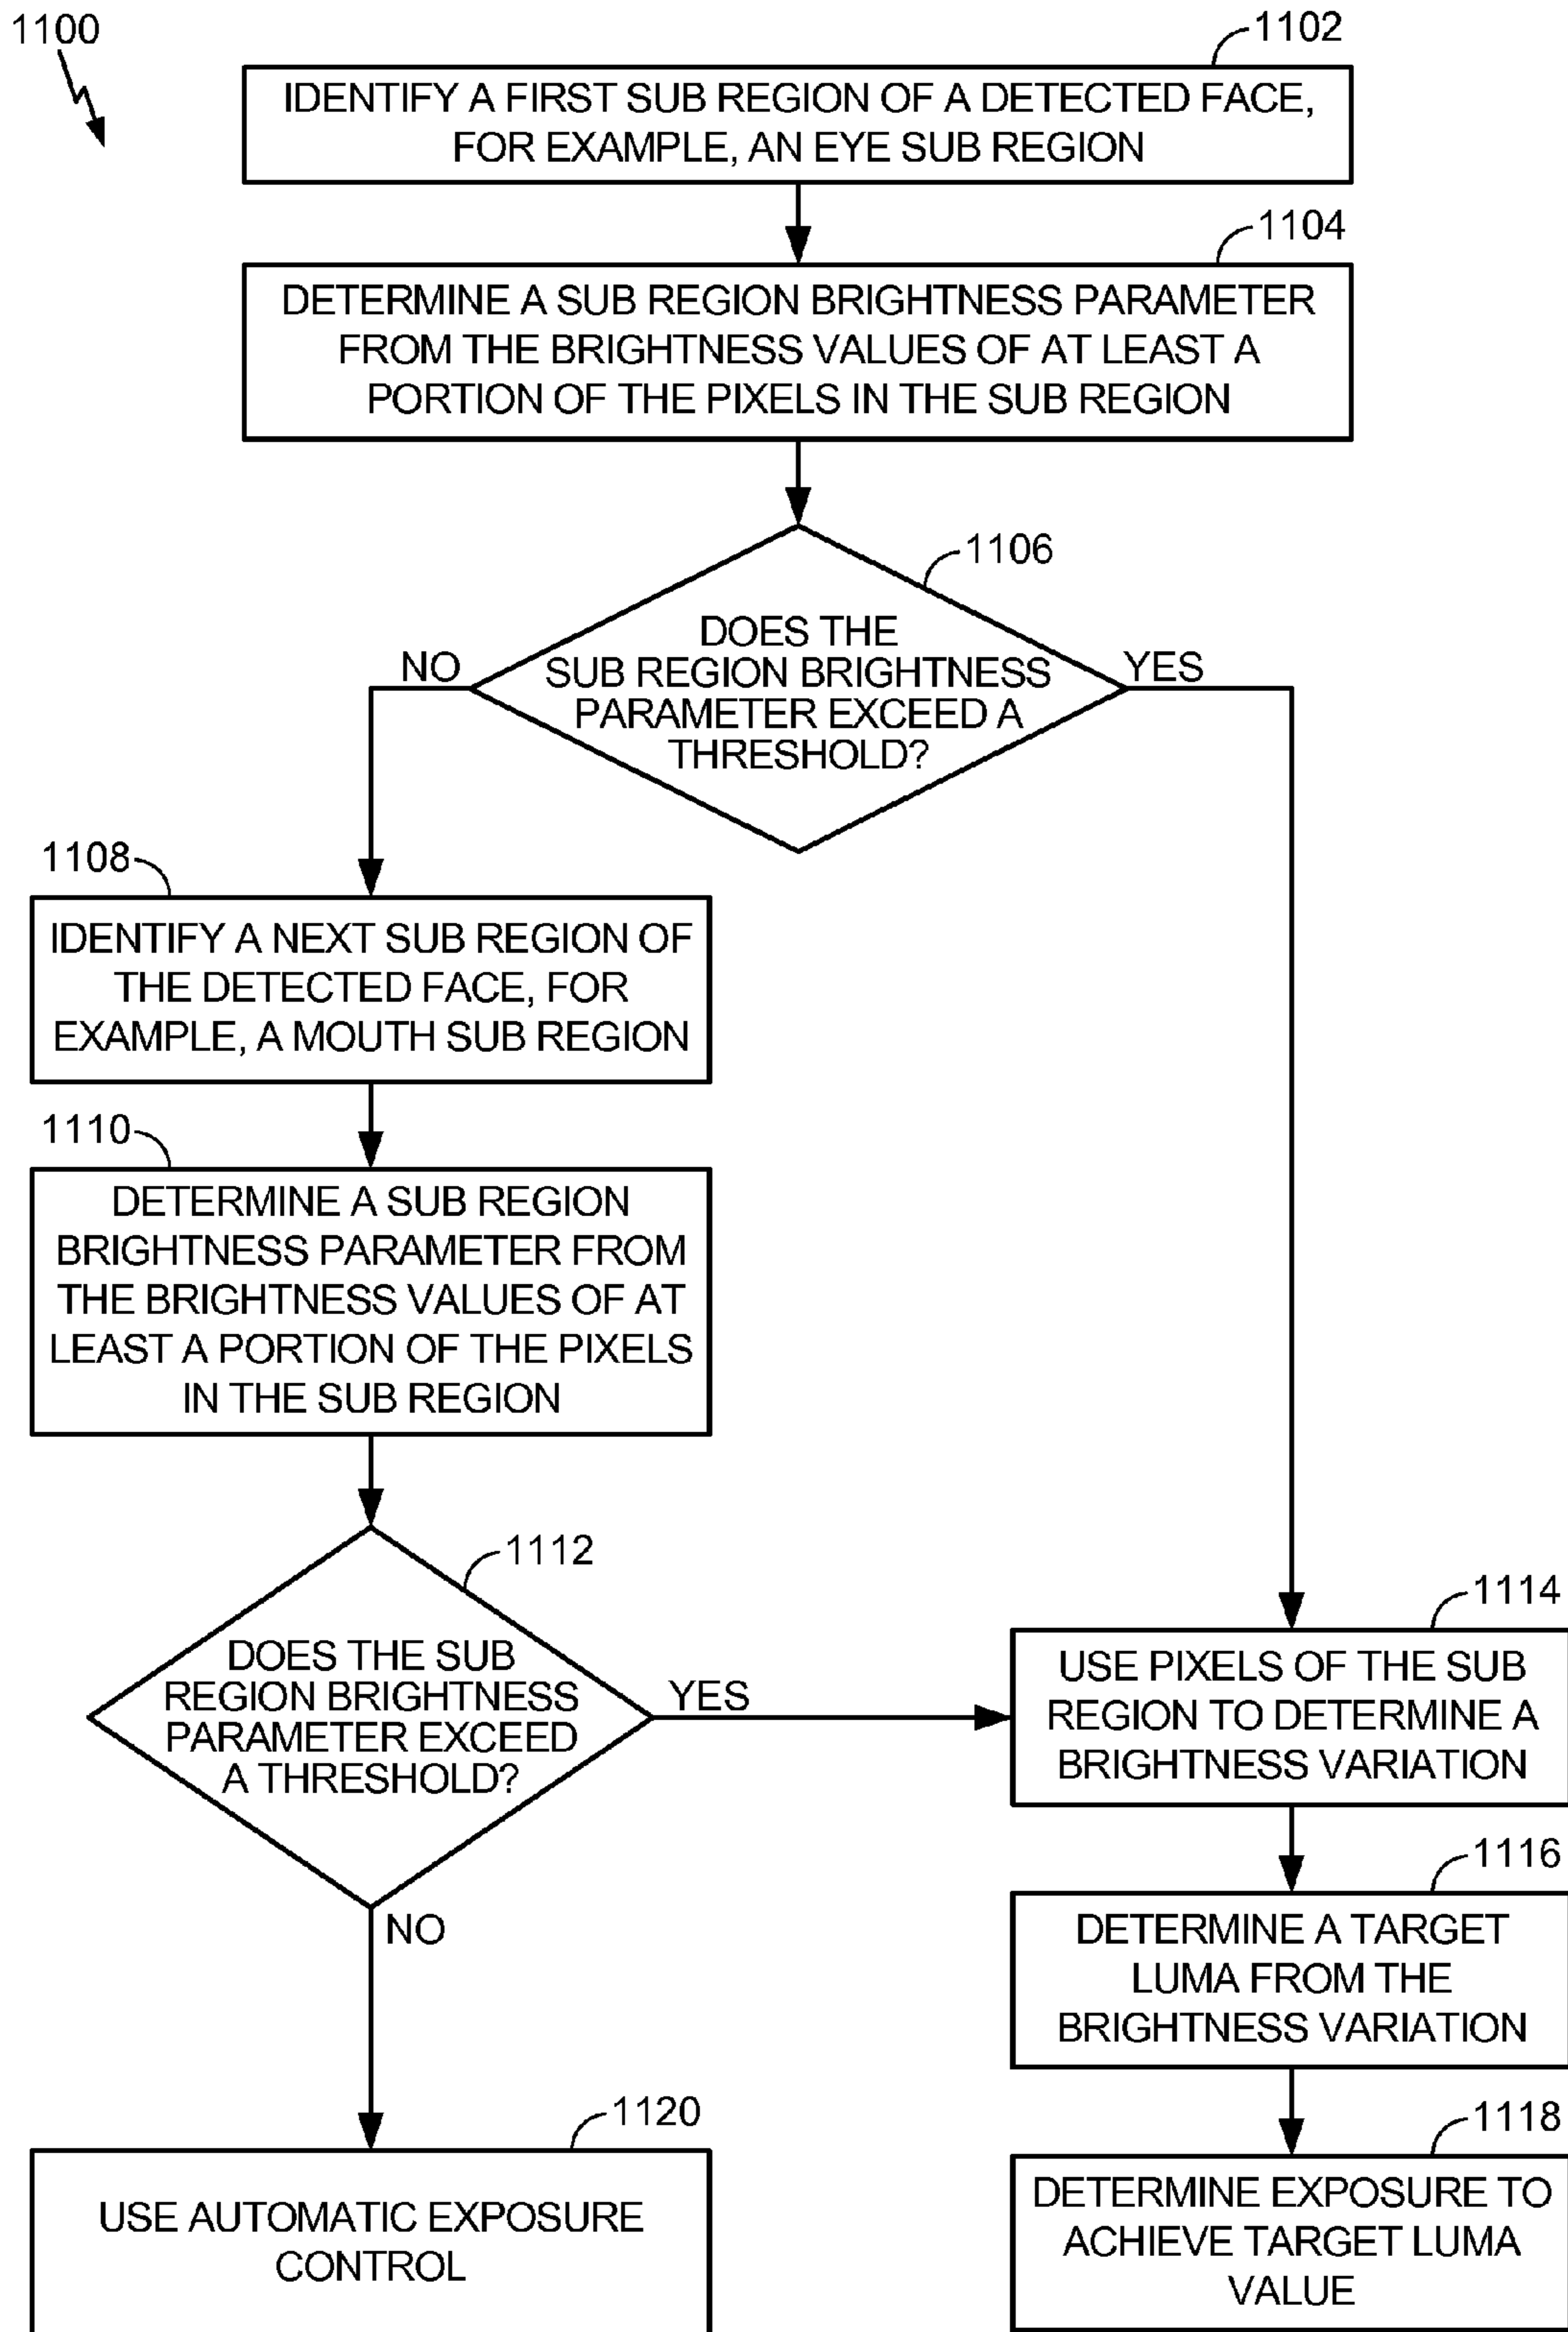 1100
1102
IDENTIFY A FIRST SUB REGION OF A DETECTED FACE,
FOR EXAMPLE, AN EYE SUB REGION
1104
DETERMINE A SUB REGION BRIGHTNESS PARAMETER
FROM THE BRIGHTNESS VALUES OF AT LEAST A
PORTION OF THE PIXELS IN THE SUB REGION
1106
DOES THE
SUB REGION BRIGHTNESS
PARAMETER EXCEED A
THRESHOLD?
NO
YES
1108
IDENTIFY A NEXT SUB REGION OF
THE DETECTED FACE, FOR
EXAMPLE, A MOUTH SUB REGION
1110
DETERMINE A SUB REGION
BRIGHTNESS PARAMETER FROM
THE BRIGHTNESS VALUES OF AT
LEAST A PORTION OF THE PIXELS
IN THE SUB REGION
1112
DOES THE SUB
REGION BRIGHTNESS
PARAMETER EXCEED
A THRESHOLD?
YES
NO
1114
USE PIXELS OF THE SUB
REGION TO DETERMINE A
BRIGHTNESS VARIATION
1116
DETERMINE A TARGET
LUMA FROM THE
BRIGHTNESS VARIATION
1118
DETERMINE EXPOSURE TO
ACHIEVE TARGET LUMA
VALUE
1120
USE AUTOMATIC EXPOSURE
CONTROL